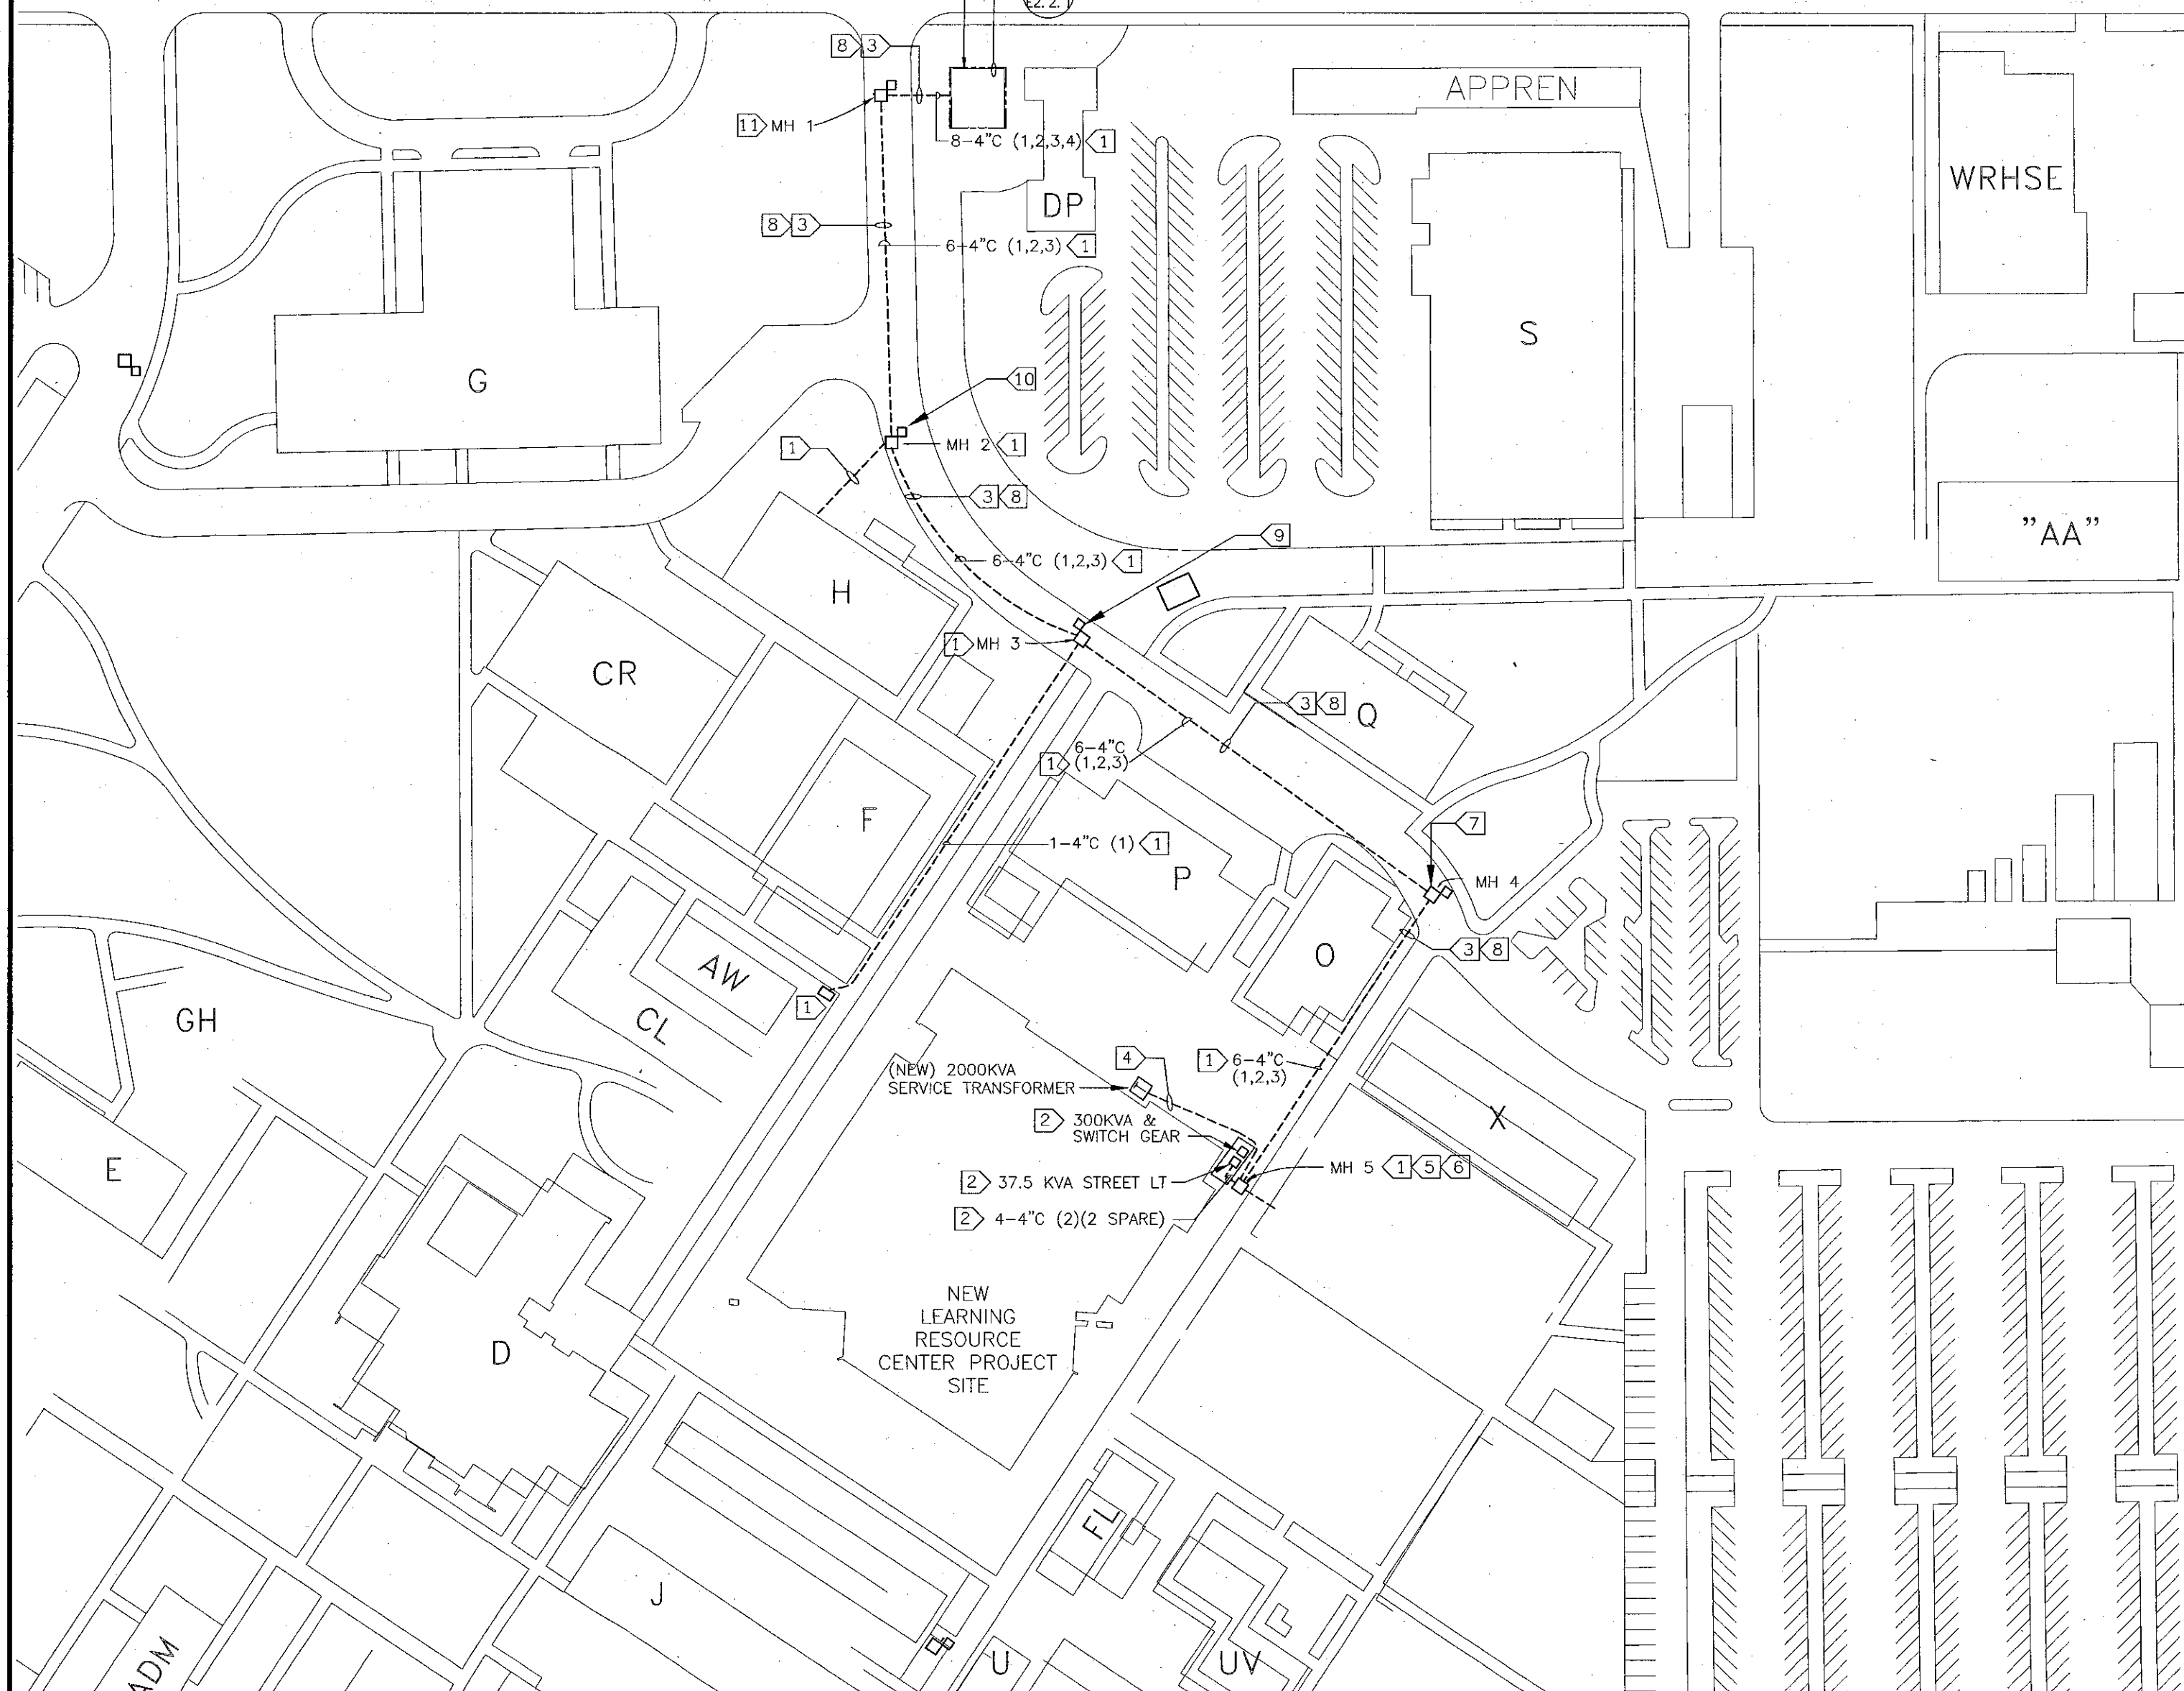 E2.2.1
8 3
APPREN
11 MH 1
8-4"C (1,2,3,4) 1
WRHSE
DP
8 3
6-4"C (1,2,3) 1
S
G
10
1
MH 2 1
3 8
"AA"
9
6-4"C (1,2,3) 1
H
1 MH 3
CR
3 8
Q
6-4"C
1 (1,2,3)
F
7
1-4"C (1) 1
P
MH 4
3 8
O
AW
1
GH
CL
4
1 6-4"C
(1,2,3)
(NEW) 2000KVA
SERVICE TRANSFORMER
X
2 300KVA &
SWITCH GEAR
E
MH 5 1 5 6
2 37.5 KVA STREET LT
2 4-4"C (2)(2 SPARE)
NEW
LEARNING
RESOURCE
CENTER PROJECT
SITE
D
FL
J
ADM
U
UV